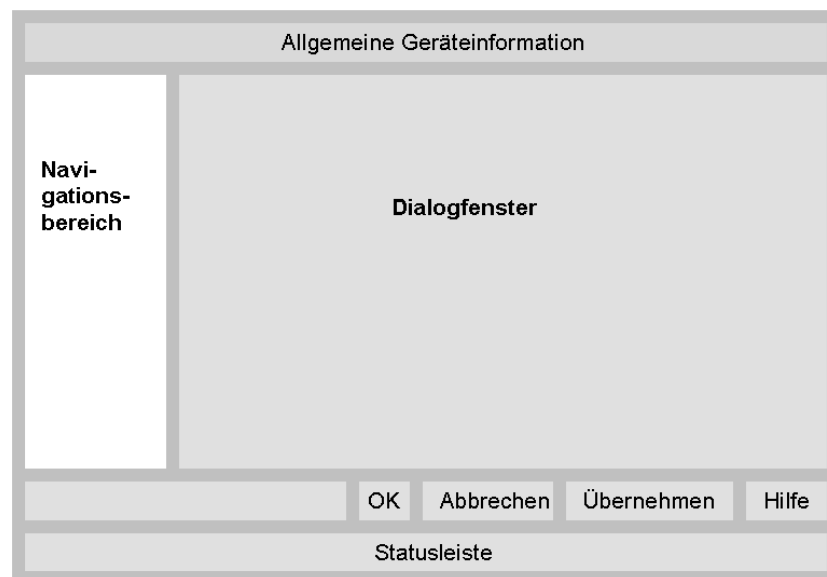 Allgemeine Geräteinformation
Navi-
gations-
bereich
Dialogfenster
OK Abbrechen Übernehmen Hilfe
Statusleiste